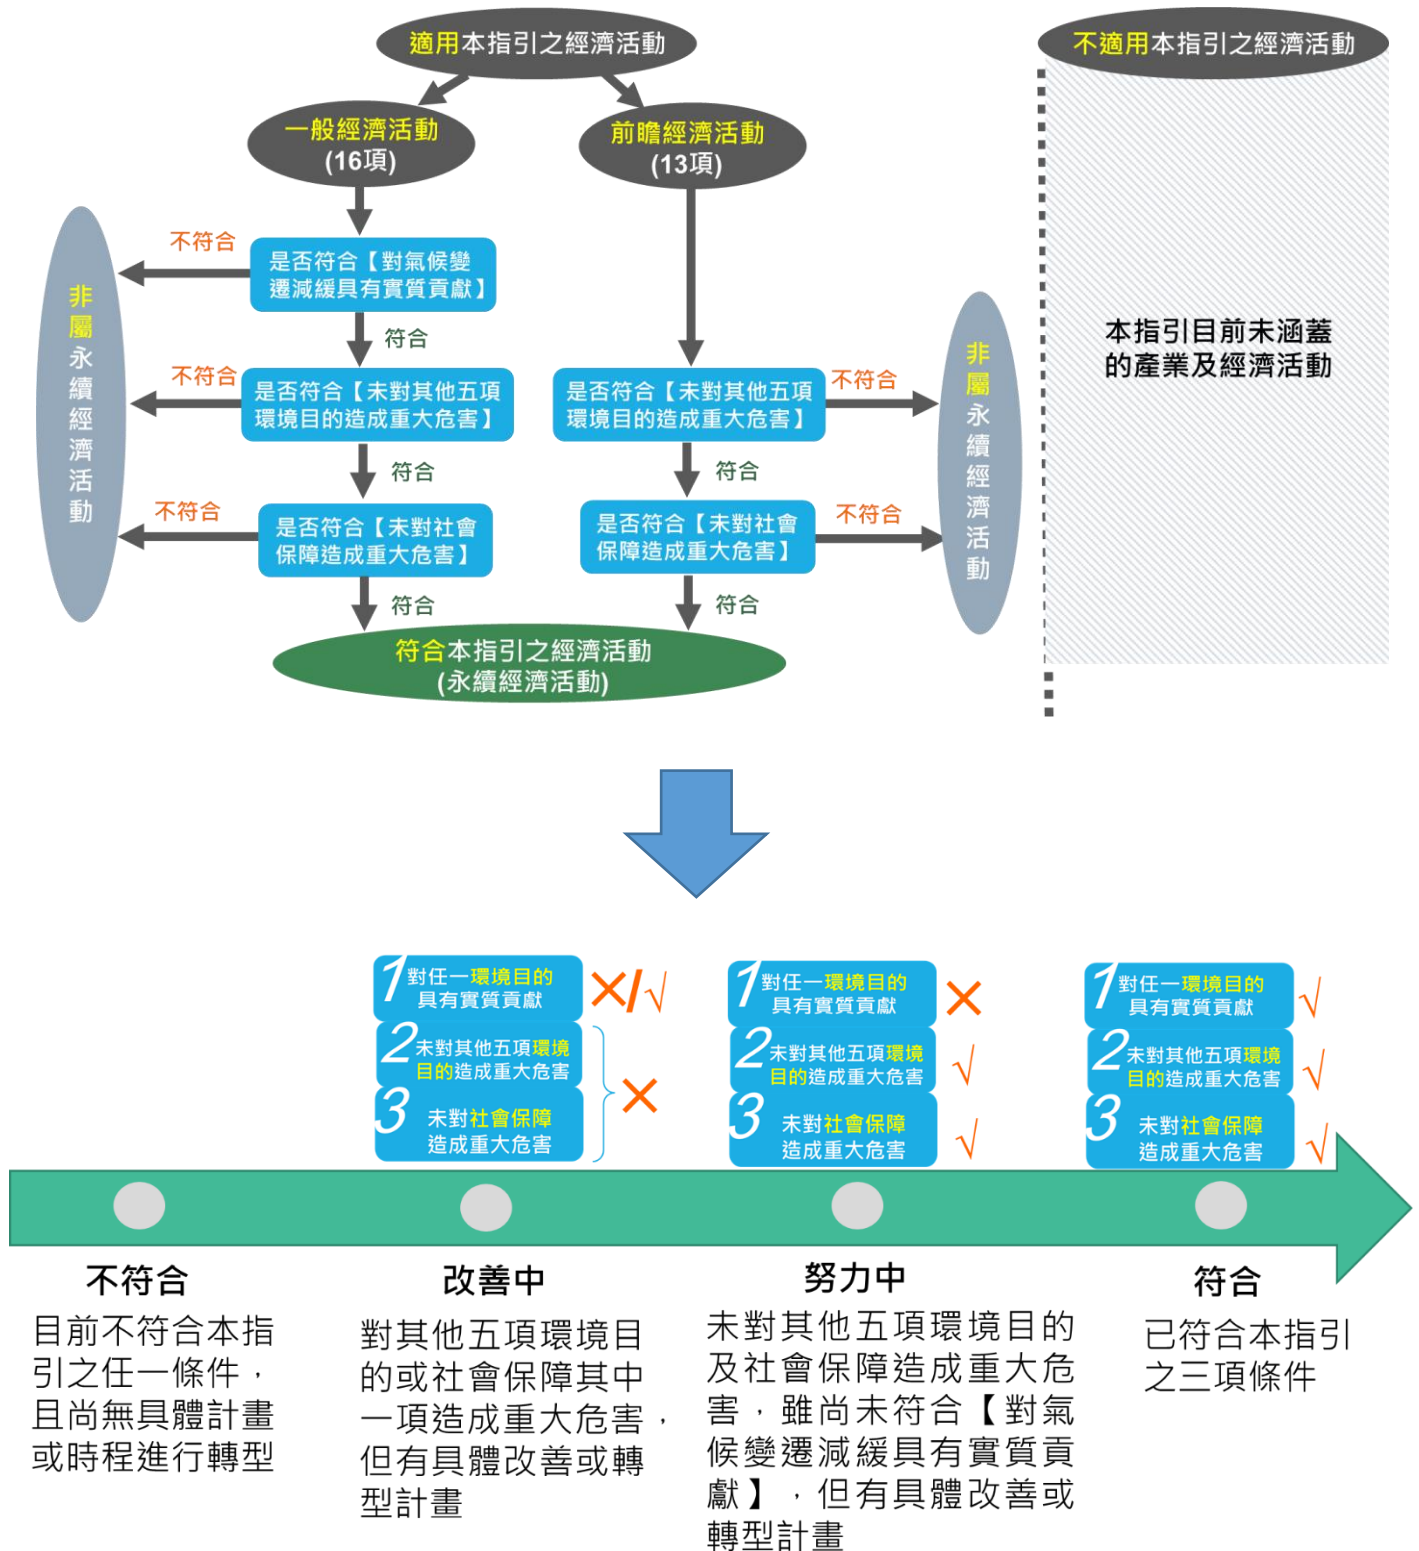 適用本指引之經濟活動
不適用本指引之經濟活動
一般經濟活動
(16項)
前瞻經濟活動
(13項)
不符合
是否符合【對氣候變
遷減緩具有實質貢獻】
符合
不符合
是否符合【未對其他五項
環境目的造成重大危害】
符合
不符合
是否符合【未對社會
保障造成重大危害】
符合
非屬永續經濟活動
是否符合【未對其他五項
環境目的造成重大危害】
不符合
符合
是否符合【未對社會
保障造成重大危害】
不符合
符合
非屬永續經濟活動
本指引目前未涵蓋
的產業及經濟活動
符合本指引之經濟活動
(永續經濟活動)
1 對任一環境目的
具有實質貢獻
×/√
2 未對其他五項環境
目的造成重大危害
3 未對社會保障
造成重大危害
×
1 對任一環境目的
具有實質貢獻
×
2 未對其他五項環境
目的造成重大危害
√
3 未對社會保障
造成重大危害
√
1 對任一環境目的
具有實質貢獻
√
2 未對其他五項環境
目的造成重大危害
√
3 未對社會保障
造成重大危害
√
不符合
目前不符合本指
引之任一條件，
且尚無具體計畫
或時程進行轉型
改善中
對其他五項環境目
的或社會保障其中
一項造成重大危害，
但有具體改善或轉
型計畫
努力中
未對其他五項環境目的
及社會保障造成重大危
害，雖尚未符合【對氣
候變遷減緩具有實質貢
獻】，但有具體改善或
轉型計畫
符合
已符合本指引
之三項條件